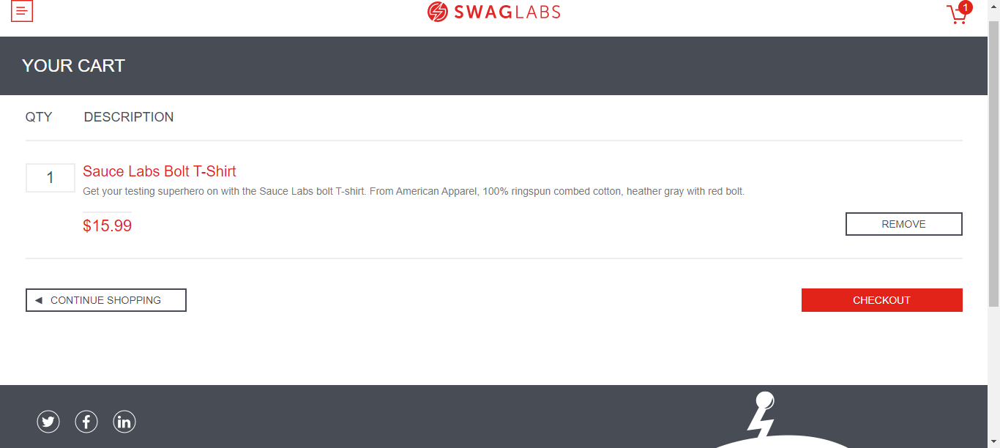 SWAGLABS
1
YOUR CART
QTY DESCRIPTION
1
Sauce Labs Bolt T-Shirt
Get your testing superhero on with the Sauce Labs bolt T-shirt. From American Apparel, 100% ringspun combed cotton, heather gray with red bolt.
$15.99
REMOVE
CONTINUE SHOPPING
CHECKOUT